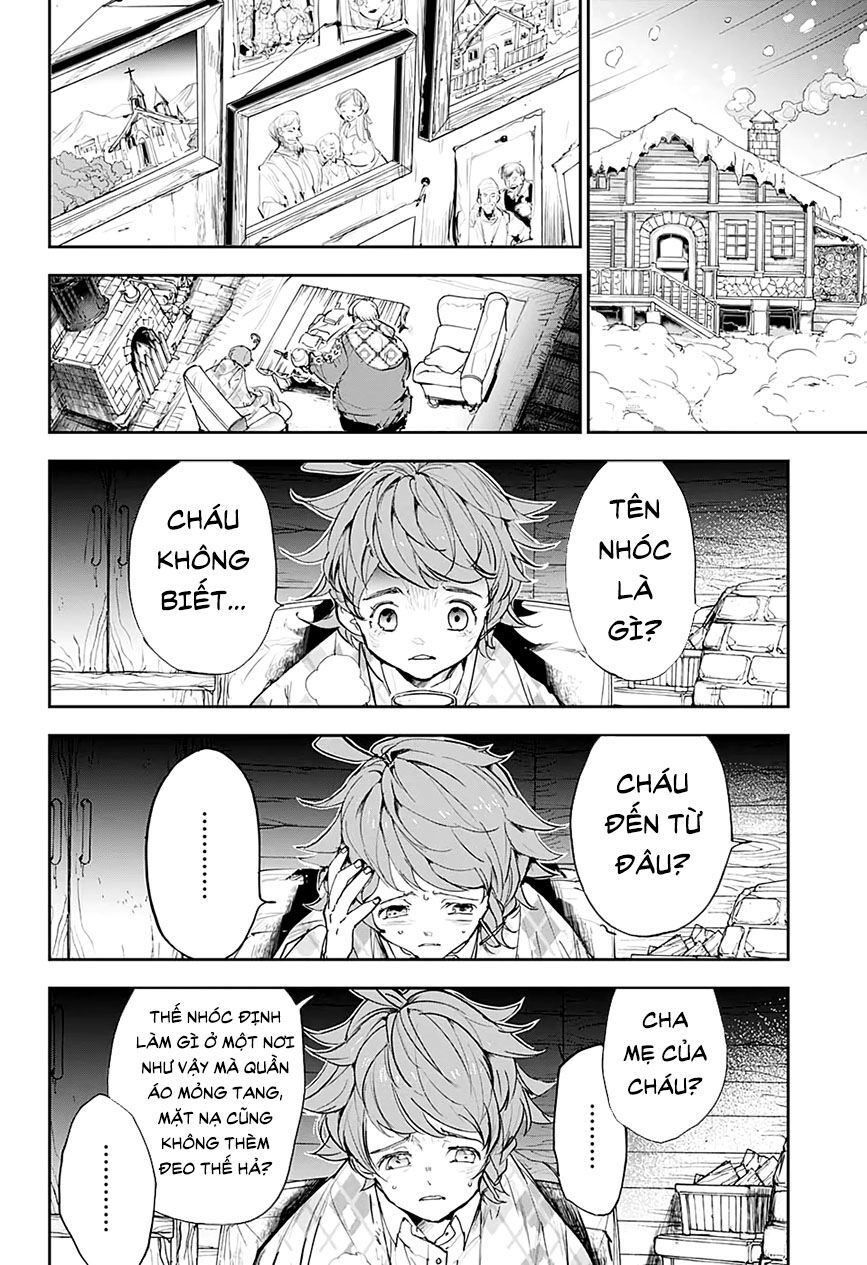 TÊN
NHÓC
LÀ
GÌ?
CHÁU
KHÔNG
BIẾT...
CHÁU
ĐẾN TỪ
ĐÂU?
........
CHA
MẸ CỦA
CHÁU?
........
THẾ NHÓC ĐỊNH
LÀM GÌ Ở MỘT NƠI
NHƯ VẬY MÀ QUẦN
ÁO MỎNG TANG,
MẶT NẠ CŨNG
KHÔNG THÈM
ĐEO THẾ HẢ?
........